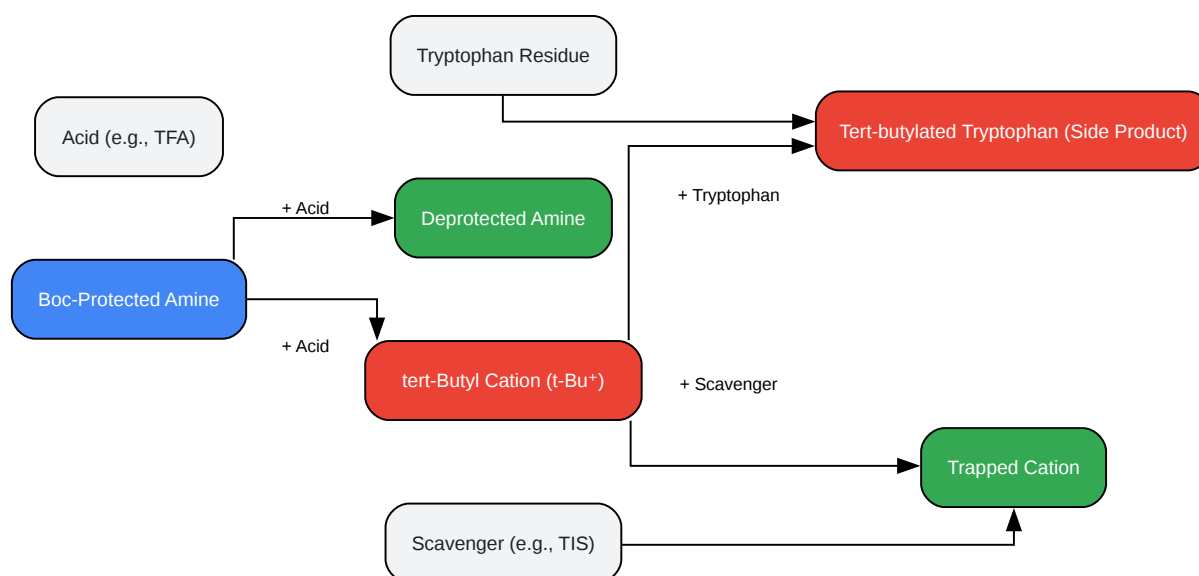 Tryptophan Residue
Acid (e.g., TFA)
Tert-butylated Tryptophan (Side Product)
+ Tryptophan
+ Acid
Deprotected Amine
Boc-Protected Amine
+ Acid
tert-Butyl Cation (t-Bu⁺)
+ Scavenger
Trapped Cation
Scavenger (e.g., TIS)